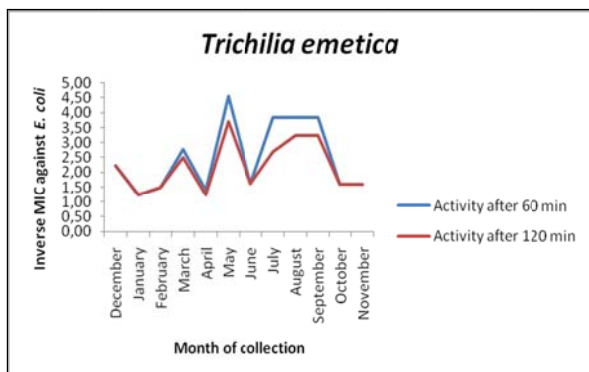 Trichilia emetica
Inverse MIC against E. coli
5,00
4,50
4,00
3,50
3,00
2,50
2,00
1,50
1,00
0,50
0,00
December
January
February
March
April
May
June
July
August
September
October
November
Month of collection
Activity after 60 min
Activity after 120 min